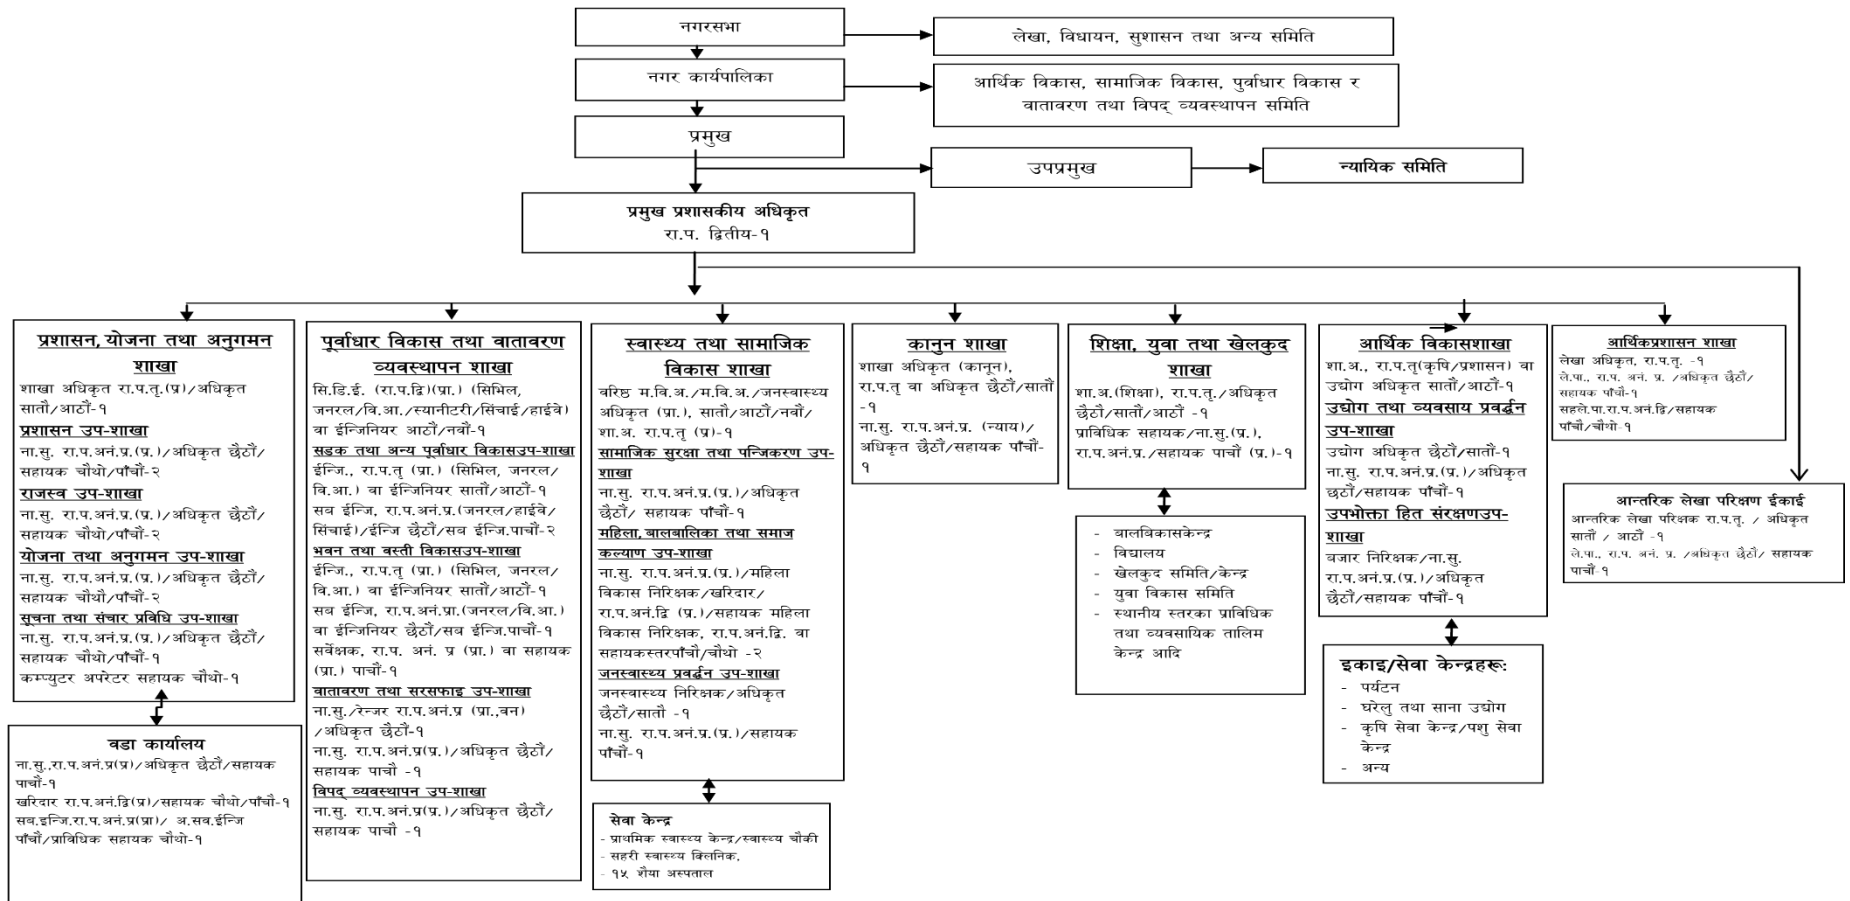 नगरसभा
लेखा, विधायन, सुशासन तथा अन्य समिति
नगर कार्यपालिका
आर्थिक विकास, सामाजिक विकास, पुर्वाधार विकास र
वातावरण तथा विपद् व्यवस्थापन समिति
प्रमुख
उपप्रमुख
न्यायिक समिति
प्रमुख प्रशासकीय अधिकृत
रा.प. द्वितीय-१
प्रशासन, योजना तथा अनुगमन
शाखा
शाखा अधिकृत रा.प.तृ.(प्र)/अधिकृत
सातौ/आठौं-१
प्रशासन उप-शाखा
ना.सु. रा.प.अनं.प्र.(प्र.)/अधिकृत छैठौं/
सहायक चौथो/पाँचौं-२
राजस्व उप-शाखा
ना.सु. रा.प.अनं.प्र.(प्र.)/अधिकृत छैठौं/
सहायक चौथो/पाँचौं-२
योजना तथा अनुगमन उप-शाखा
ना.सु. रा.प.अनं.प्र.(प्र.)/अधिकृत छैठौं/
सहायक चौथौ/पाँचौं-२
सूचना तथा संचार प्रविधि उप-शाखा
ना.सु. रा.प.अनं.प्र.(प्र.)/अधिकृत छैठौं/
सहायक चौथो/पाँचौं-१
कम्प्युटर अपरेटर सहायक चौथो-१
वडा कार्यालय
ना.सु.,रा.प.अनं.प्र(प्र)/अधिकृत छैठौं/सहायक
पाचौं-१
खरिदार रा.प.अनं.द्वि(प्र)/सहायक चौथो/पाँचौ-१
सब.इन्जि.रा.प.अनं.प्र(प्रा)/ अ.सव.ईन्जि
पाँचौं/प्राविधिक सहायक चौथो-१
पूर्वाधार विकास तथा वातावरण
व्यवस्थापन शाखा
सि.डि.ई. (रा.प.द्वि)(प्रा.) (सिभिल,
जनरल/वि.आ./स्यानीटरी/सिंचाई/हाईवे)
वा ईन्जिनियर आठौं/नवौं-१
सडक तथा अन्य पूर्वाधार विकासउप-शाखा
ईन्जि., रा.प.तृ (प्रा.) (सिभिल, जनरल/
वि.आ.) वा ईन्जिनियर सातौं/आठौं-१
सब ईन्जि, रा.प.अनं.प्र.(जनरल/हाईवे/
सिंचाई)/ईन्जि छैठौं/सब ईन्जि.पाचौं-२
भवन तथा वस्ती विकासउप-शाखा
ईन्जि., रा.प.तृ (प्रा.) (सिभिल, जनरल/
वि.आ.) वा ईन्जिनियर सातौं/आठौं-१
सब ईन्जि, रा.प.अनं.प्रा.(जनरल/वि.आ.)
वा ईन्जिनियर छैठौं/सब ईन्जि.पाचौं-१
सर्वेक्षक, रा.प. अनं. प्र (प्रा.) वा सहायक
(प्रा.) पाचौं-१
वातावरण तथा सरसफाइ उप-शाखा
ना.सु./रेन्जर रा.प.अनं.प्र (प्रा.,वन)
/अधिकृत छैठौं-१
ना.सु. रा.प.अनं.प्र(प्र.)/अधिकृत छैठौं/
सहायक पाचौ -१
विपद् व्यवस्थापन उप-शाखा
ना.सु. रा.प.अनं.प्र(प्र.)/अधिकृत छैठौं/
सहायक पाचौ -१
स्वास्थ्य तथा सामाजिक
विकास शाखा
वरिष्ठ म.वि.अ./म.वि.अ./जनस्वास्थ्य
अधिकृत (प्रा.), सातौ/आठौं/नवौं/
शा.अ. रा.प.तृ (प्र)-१
सामाजिक सुरक्षा तथा पन्जिकरण उप-
शाखा
ना.सु. रा.प.अनं.प्र.(प्र.)/अधिकृत
छैठौं/ सहायक पाँचौं-१
महिला, बालबालिका तथा समाज
कल्याण उप-शाखा
ना.सु. रा.प.अनं.प्र.(प्र.)/महिला
विकास निरिक्षक/खरिदार/
रा.प.अनं.द्वि (प्र.)/सहायक महिला
विकास निरिक्षक, रा.प.अनं.द्वि. वा
सहायकस्तरपाँचौ/चौथो -२
जनस्वास्थ्य प्रवर्द्धन उप-शाखा
जनस्वास्थ्य निरिक्षक/अधिकृत
छैठौं/सातौ -१
ना.सु. रा.प.अनं.प्र.(प्र.)/सहायक
पाँचौं-१
सेवा केन्द्र
- प्राथमिक स्वास्थ्य केन्द्र/स्वास्थ्य चौकी
- सहरी स्वास्थ्य क्लिनिक,
- १५ शैया अस्पताल
कानुन शाखा
शाखा अधिकृत (कानून),
रा.प.तृ वा अधिकृत छैठौं/सातौं
-१
ना.सु. रा.प.अनं.प्र. (न्याय)/
अधिकृत छैठौं/सहायक पाँचौं-
१
शिक्षा, युवा तथा खेलकुद
शाखा
शा.अ.(शिक्षा), रा.प.तृ./अधिकृत
छैठौं/सातौं/आठौं -१
प्राविधिक सहायक/ना.सु.(प्र.),
रा.प.अनं.प्र./सहायक पाचौं (प्र.)-१
- बालविकासकेन्द्र
- विद्यालय
- खेलकुद समिति/केन्द्र
- युवा विकास समिति
- स्थानीय स्तरका प्राविधिक
तथा व्यवसायिक तालिम
केन्द्र आदि
आर्थिक विकासशाखा
शा.अ., रा.प.तृ(कृषि/प्रशासन) वा
उद्योग अधिकृत सातौं/आठौं-१
उद्योग तथा व्यवसाय प्रवर्द्धन
उप-शाखा
उद्योग अधिकृत छैठौं/सातौं-१
ना.सु. रा.प.अनं.प्र.(प्र.)/अधिकृत
छठौं/सहायक पाँचौं-१
उपभोक्ता हित संरक्षणउप-
शाखा
बजार निरिक्षक/ना.सु.
रा.प.अनं.प्र.(प्र.)/अधिकृत
छैठौं/सहायक पाँचौं-१
इकाइ/सेवा केन्द्रहरू:
- पर्यटन
- घरेलु तथा साना उद्योग
- कृषि सेवा केन्द्र/पशु सेवा
केन्द्र
- अन्य
आर्थिकप्रशासन शाखा
लेखा अधिकृत, रा.प.तृ. -१
ले.पा., रा.प. अनं. प्र. /अधिकृत छैठौं/
सहायक पाँचौं-१
सहले.पा.रा.प.अनं.द्वि/सहायक
पाँचौ/चौथो-१
आन्तरिक लेखा परिक्षण ईकाई
आन्तरिक लेखा परिक्षक रा.प.तृ. / अधिकृत
सातौ / आठौं -१
ले.पा., रा.प. अनं. प्र. /अधिकृत छैठौं/ सहायक
पाचौं-१